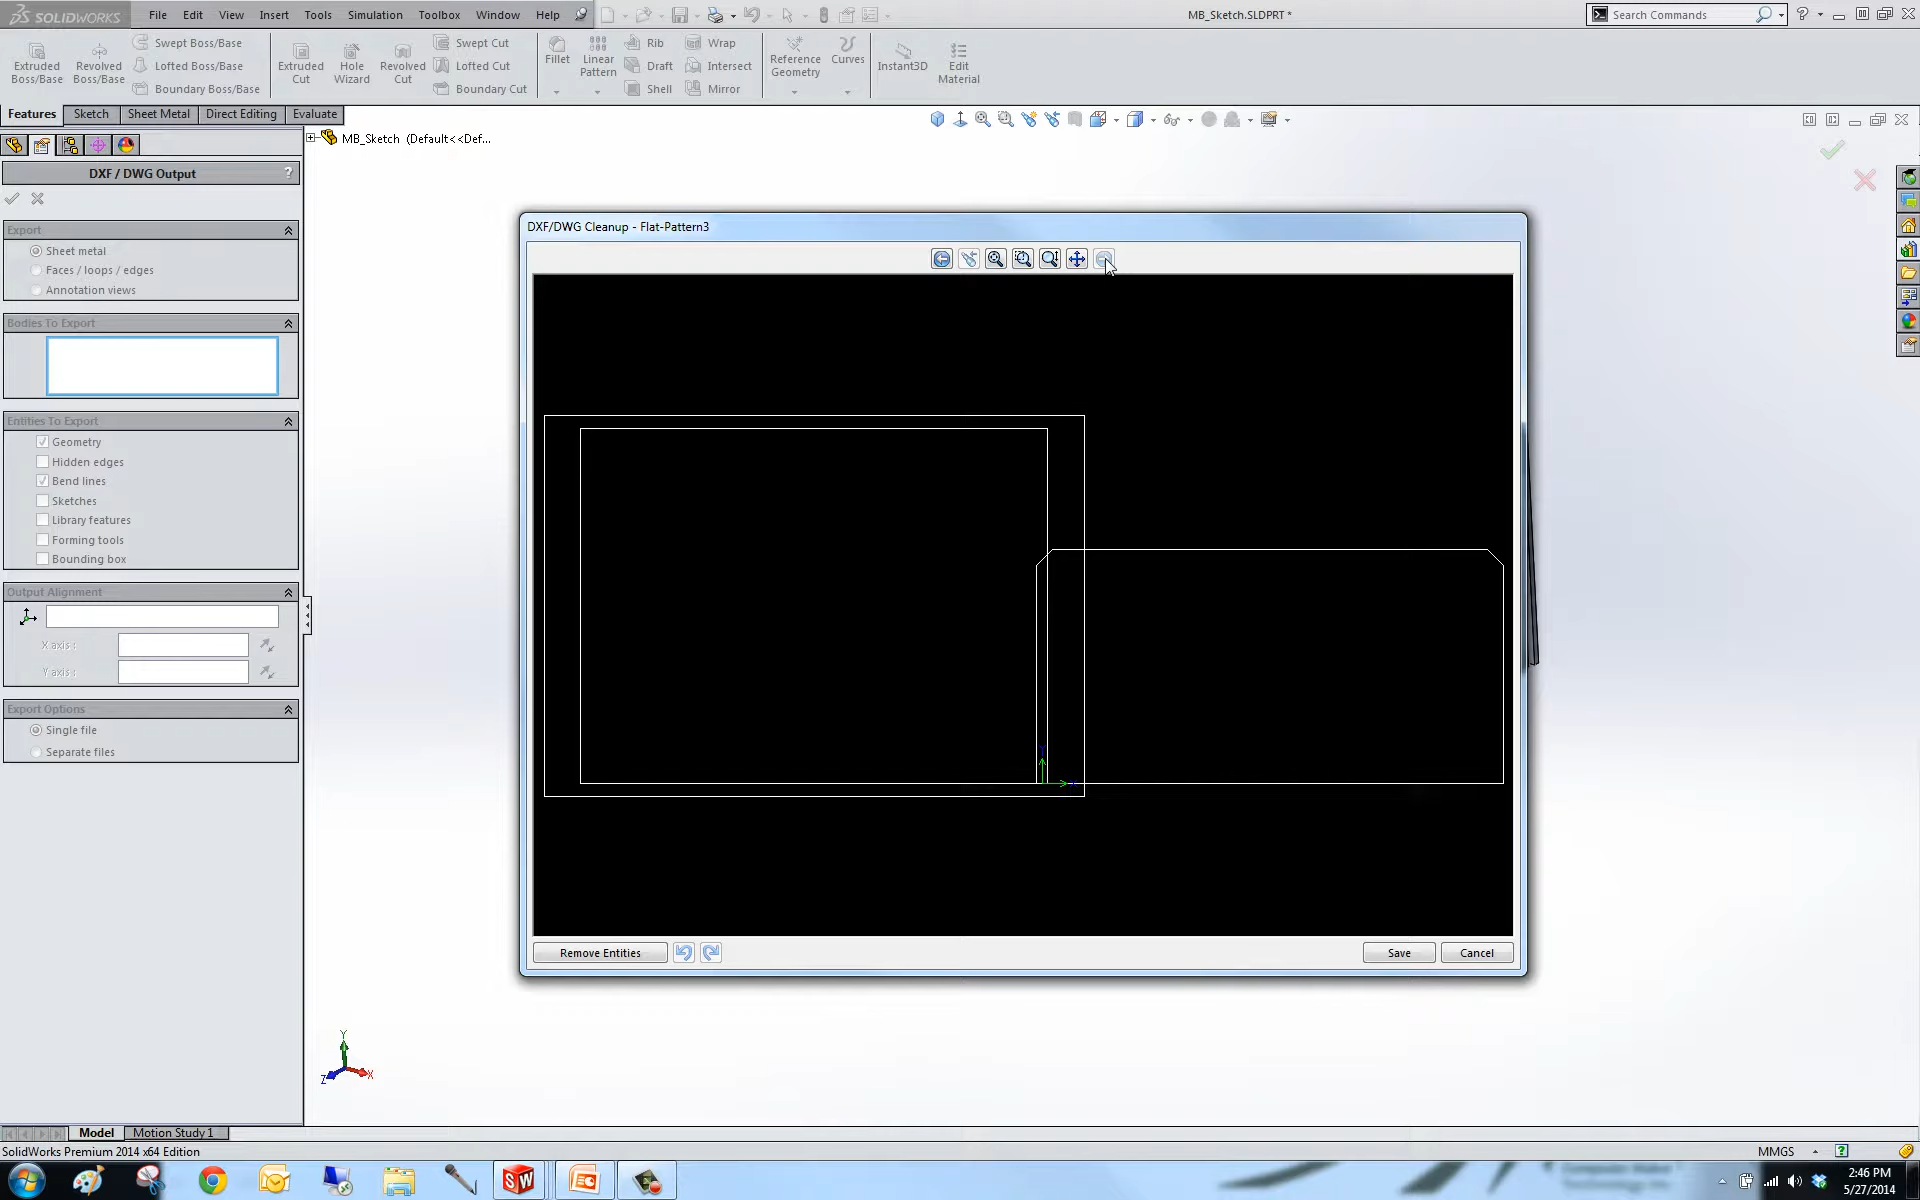 SOLIDWORKS File Edit View Insert Tools Simulation Toolbox Window Help MB_Sketch.SLDPRT * Search Commands
Extruded Boss/Base
Revolved Boss/Base
Swept Boss/Base
Lofted Boss/Base
Boundary Boss/Base
Extruded Cut
Hole Wizard
Revolved Cut
Swept Cut
Lofted Cut
Boundary Cut
Fillet
Linear Pattern
Rib
Draft
Shell
Wrap
Intersect
Mirror
Reference Geometry
Curves
Instant3D
Edit Material
Features Sketch Sheet Metal Direct Editing Evaluate
MB_Sketch (Default<<Def...
DXF / DWG Output ?
Export
Sheet metal
Faces / loops / edges
Annotation views
Bodies To Export
Entities To Export
Geometry
Hidden edges
Bend lines
Sketches
Library features
Forming tools
Bounding box
Output Alignment
X axis :
Y axis :
Export Options
Single file
Separate files
DXF/DWG Cleanup - Flat-Pattern3
Remove Entities Save Cancel
Y
Z X
Model Motion Study 1
SolidWorks Premium 2014 x64 Edition MMGS
2:46 PM
5/27/2014